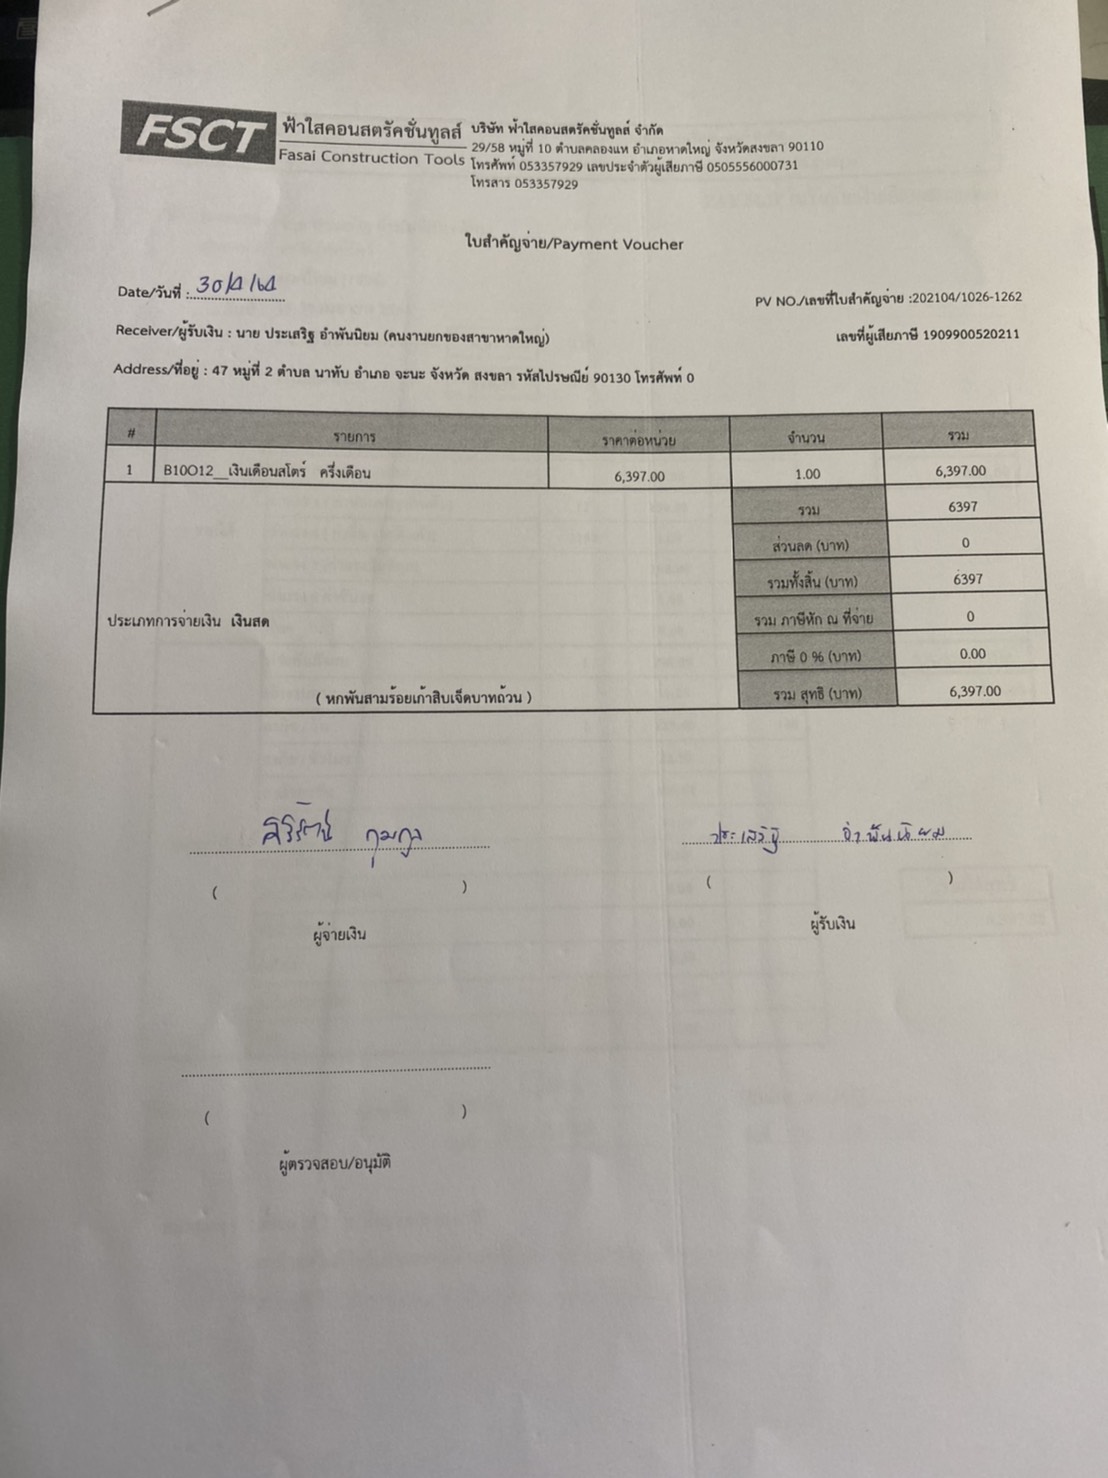 FSCT
ฟ้าใสคอนสตรัคชั่นทูลส์
Fasai Construction Tools
บริษัท ฟ้าใสคอนสตรัคชั่นทูลส์ จำกัด
29/58 หมู่ที่ 10 ตำบลคลองแห อำเภอหาดใหญ่ จังหวัดสงขลา 90110
โทรศัพท์ 053357929 เลขประจำตัวผู้เสียภาษี 0505556000731
โทรสาร 053357929
ใบสำคัญจ่าย/Payment Voucher
Date/วันที่ : 30/4/64
PV NO./เลขที่ใบสำคัญจ่าย :202104/1026-1262
Receiver/ผู้รับเงิน : นาย ประเสริฐ อำพันนิยม (คนงานยกของสาขาหาดใหญ่)
เลขที่ผู้เสียภาษี 1909900520211
Address/ที่อยู่ : 47 หมู่ที่ 2 ตำบล นาทับ อำเภอ จะนะ จังหวัด สงขลา รหัสไปรษณีย์ 90130 โทรศัพท์ 0
# รายการ ราคาต่อหน่วย จำนวน รวม
1 B10O12__เงินเดือนสโตร์ ครึ่งเดือน 6,397.00 1.00 6,397.00
รวม 6397
ส่วนลด (บาท) 0
รวมทั้งสิ้น (บาท) 6397
ประเภทการจ่ายเงิน เงินสด
รวม ภาษีหัก ณ ที่จ่าย 0
ภาษี 0 % (บาท) 0.00
( หกพันสามร้อยเก้าสิบเจ็ดบาทถ้วน )
รวม สุทธิ (บาท) 6,397.00
ศิริรัตน์ กุมกูล
ประเสริฐ อำพันนิยม
( )
( )
ผู้จ่ายเงิน
ผู้รับเงิน
( )
ผู้ตรวจสอบ/อนุมัติ